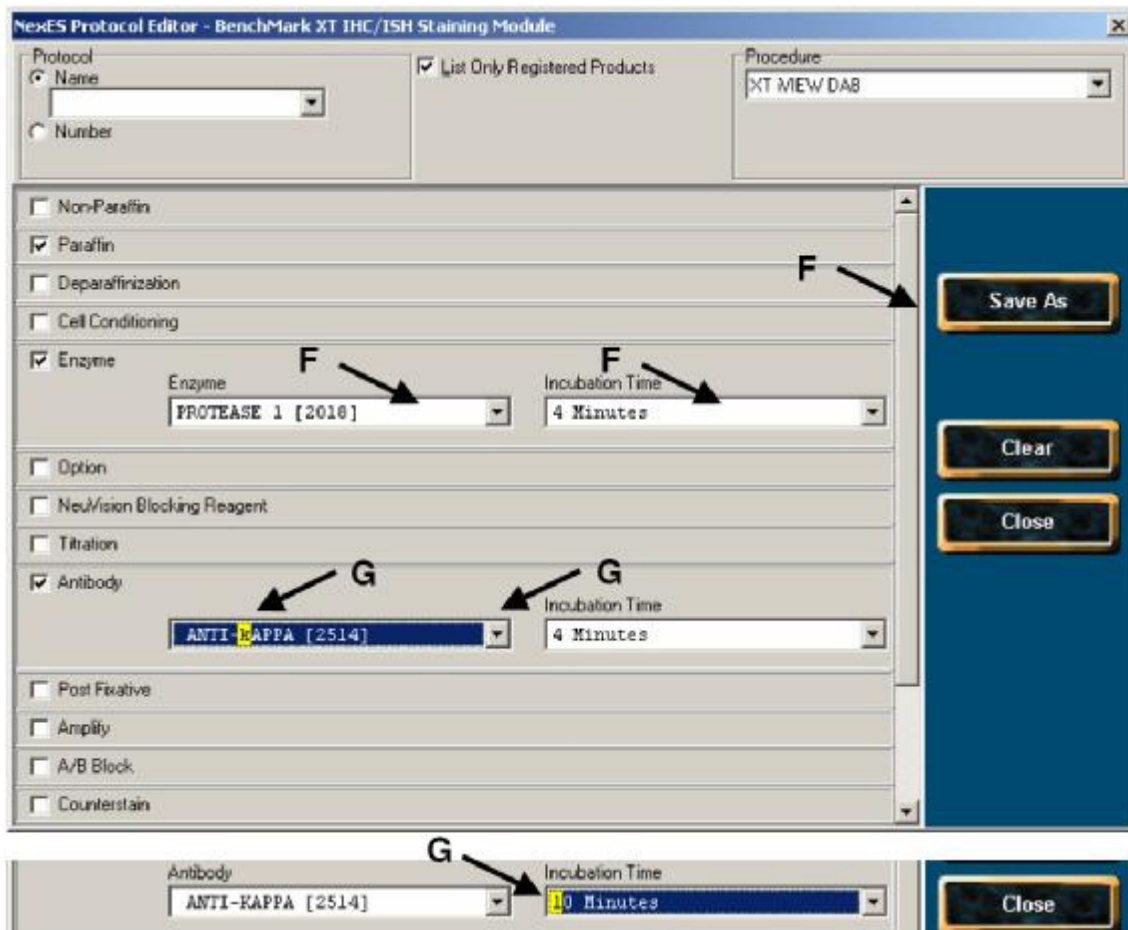 NexES Protocol Editor - BenchMark XT IHC/ISH Staining Module
Protocol
Name
Number
List Only Registered Products
Procedure
XT iVIEW DAB
Non-Paraffin
Paraffin
Deparaffinization
Cell Conditioning
F
Save As
Enzyme
F
F
Enzyme
Incubation Time
PROTEASE 1 [2018]
4 Minutes
Clear
Option
NeuVision Blocking Reagent
Close
Titration
Antibody
G
G
Incubation Time
ANTI-kAPPA [2514]
4 Minutes
Post Fixative
Amplify
A/B Block
Counterstain
G
Antibody
Incubation Time
ANTI-KAPPA [2514]
10 Minutes
Close